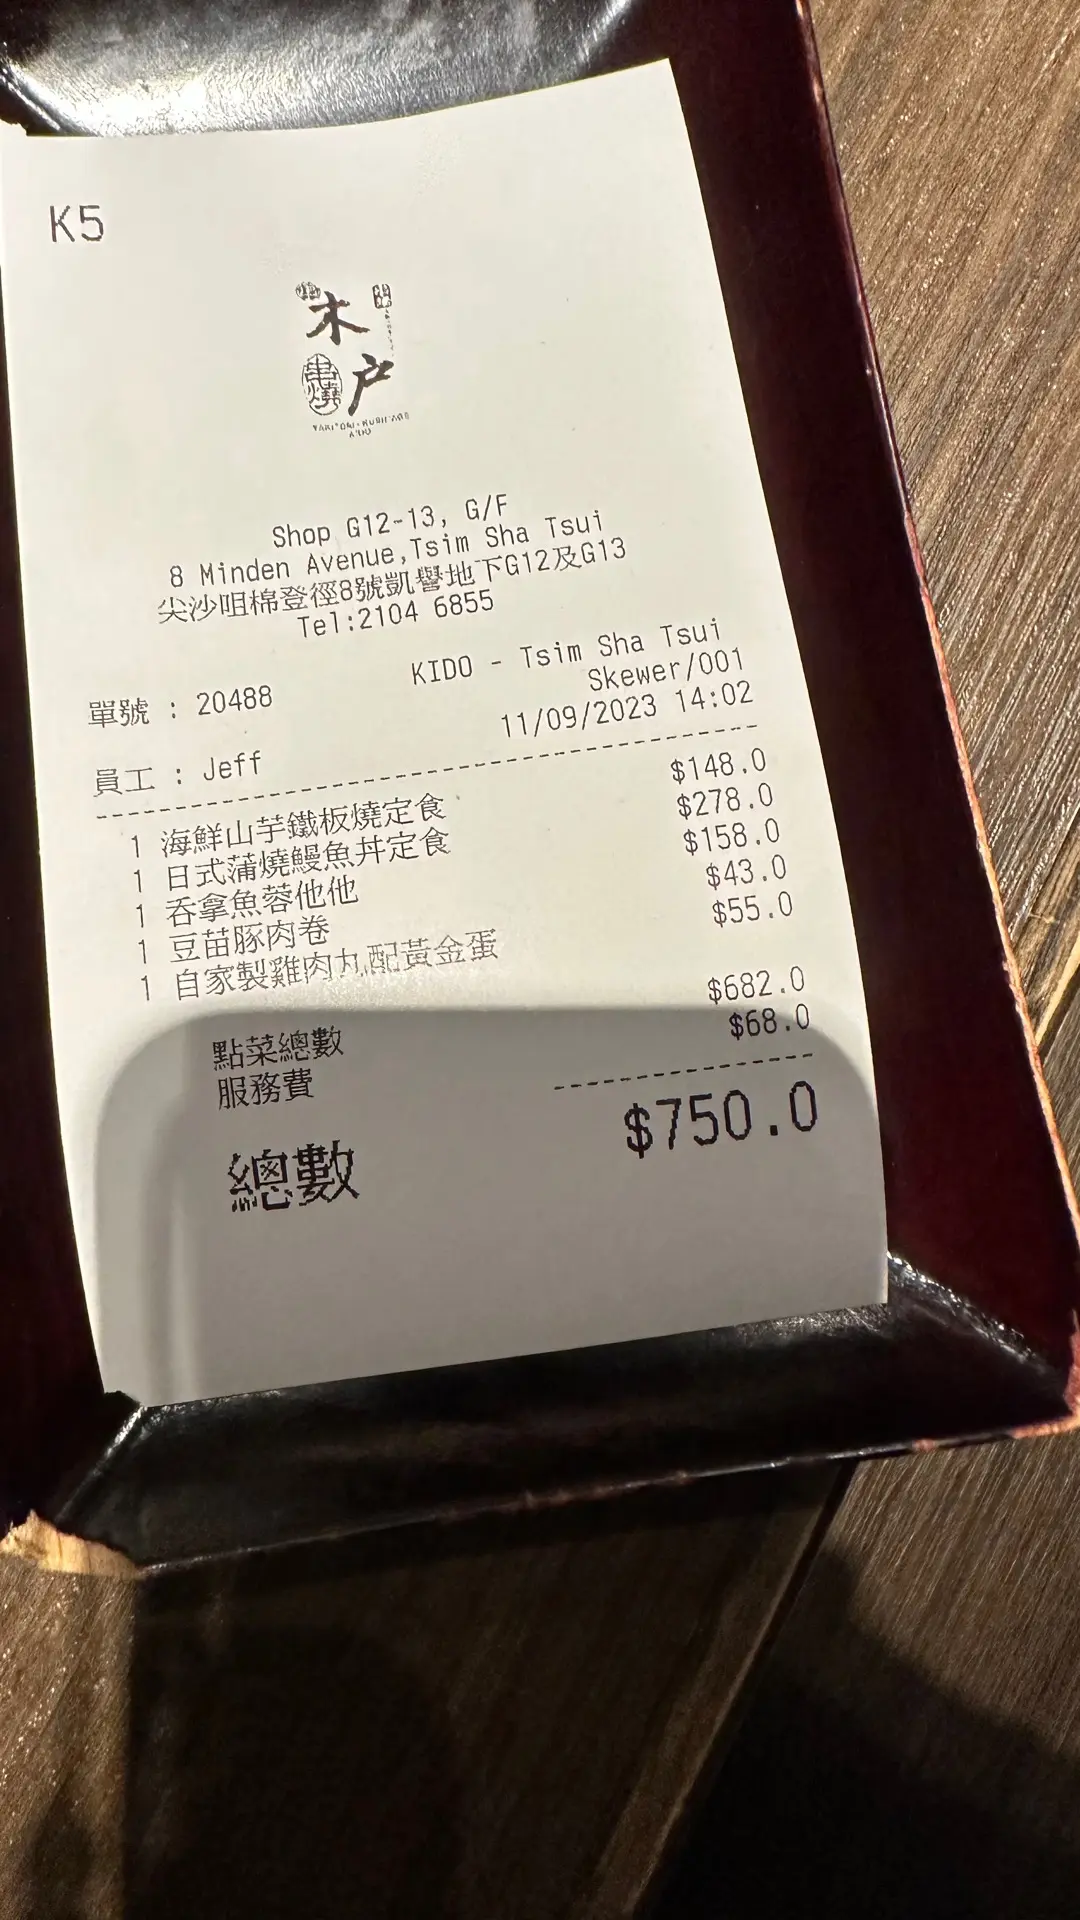 K5
木
串燒
戶
Shop G12-13, G/F
8 Minden Avenue,Tsim Sha Tsui
尖沙咀棉登徑8號凱譽地下G12及G13
Tel:2104 6855
KIDO - Tsim Sha Tsui
Skewer/001
單號 : 20488
11/09/2023 14:02
員工 : Jeff
1 海鮮山芋鐵板燒定食 $148.0
1 日式蒲燒鰻魚丼定食 $278.0
1 吞拿魚蓉他他 $158.0
1 豆苗豚肉卷 $43.0
1 自家製雞肉丸配黃金蛋 $55.0
點菜總數 $682.0
服務費 $68.0
總數 $750.0